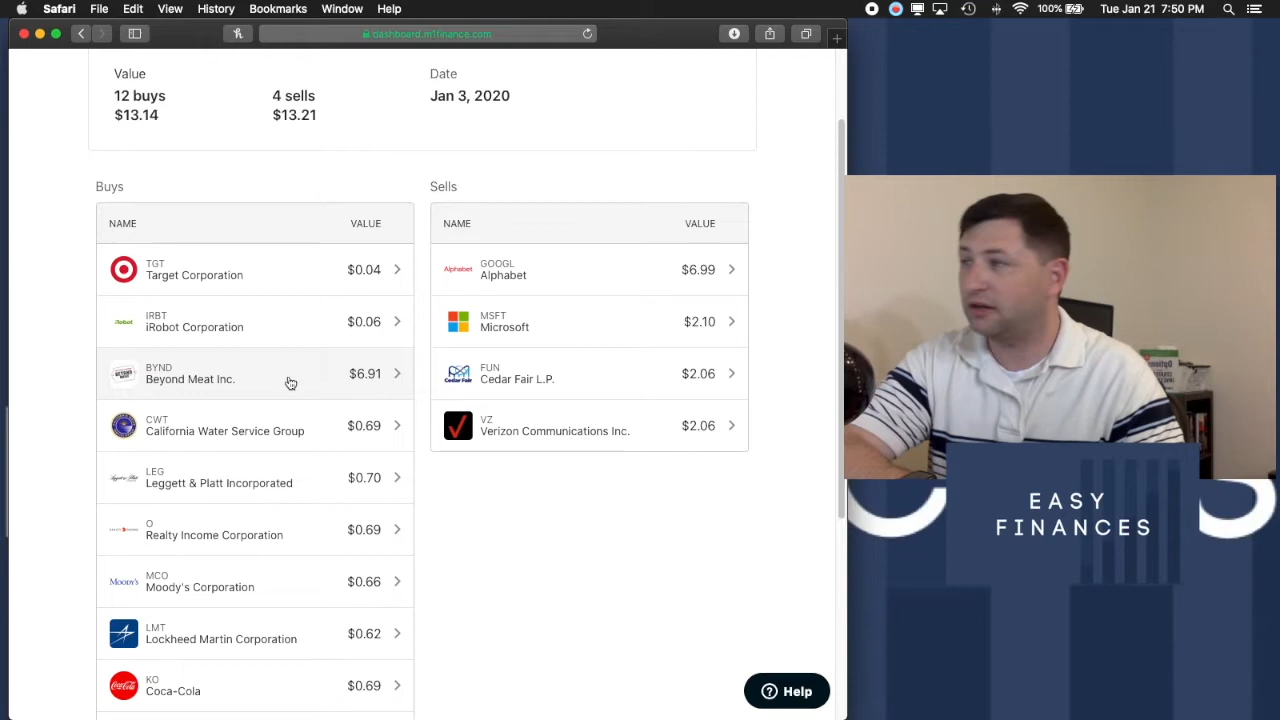 Safari File Edit View History Bookmarks Window Help 100% Tue Jan 21 7:50 PM
dashboard.m1finance.com
Value Date
12 buys 4 sells Jan 3, 2020
$13.14 $13.21
Buys Sells
NAME VALUE NAME VALUE
TGT
Target Corporation $0.04
GOOGL
Alphabet Alphabet $6.99
IRBT
iRobot iRobot Corporation $0.06
MSFT
Microsoft $2.10
BYND
Beyond Meat Inc. $6.91
FUN
Cedar Fair Cedar Fair L.P. $2.06
CWT
California Water Service Group $0.69
VZ
Verizon Communications Inc. $2.06
LEG
Leggett & Platt Incorporated $0.70
O
Realty Income Corporation $0.69
MCO
MOODY'S Moody's Corporation $0.66
LMT
Lockheed Martin Corporation $0.62
KO
Coca-Cola $0.69
? Help
EASY
FINANCES